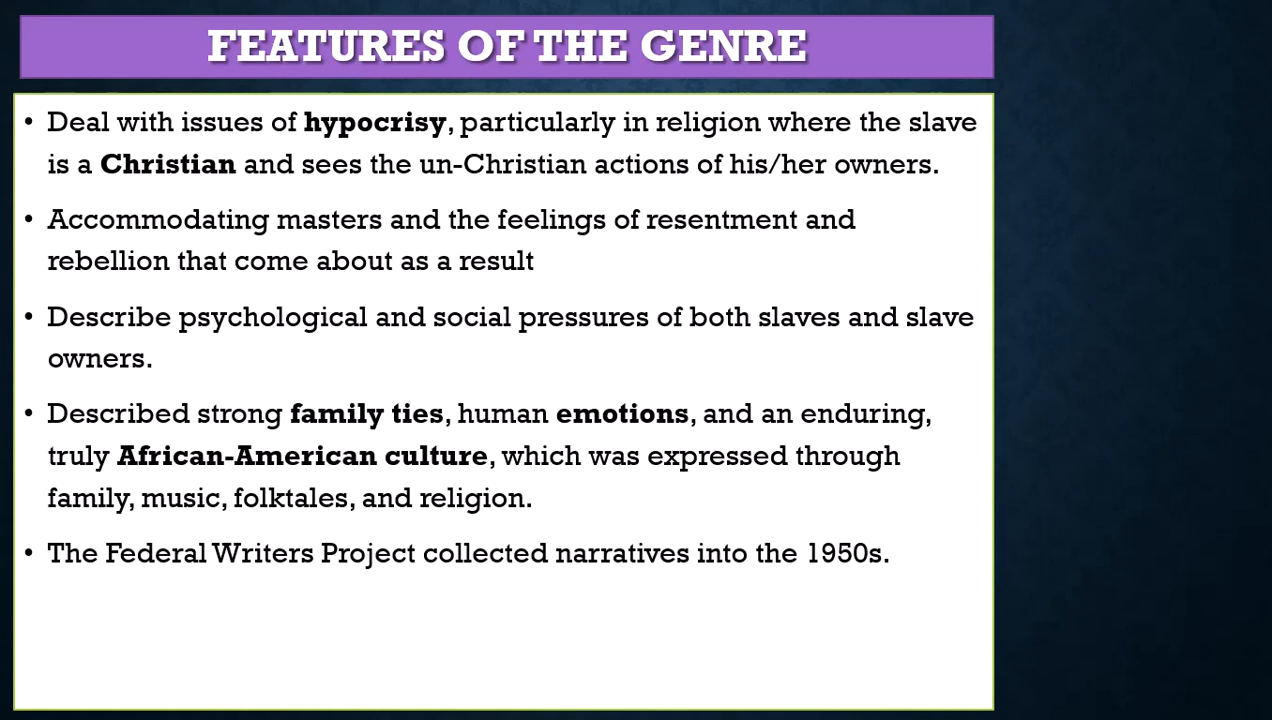 FEATURES OF THE GENRE
• Deal with issues of hypocrisy, particularly in religion where the slave
is a Christian and sees the un-Christian actions of his/her owners.
• Accommodating masters and the feelings of resentment and
rebellion that come about as a result
• Describe psychological and social pressures of both slaves and slave
owners.
• Described strong family ties, human emotions, and an enduring,
truly African-American culture, which was expressed through
family, music, folktales, and religion.
• The Federal Writers Project collected narratives into the 1950s.